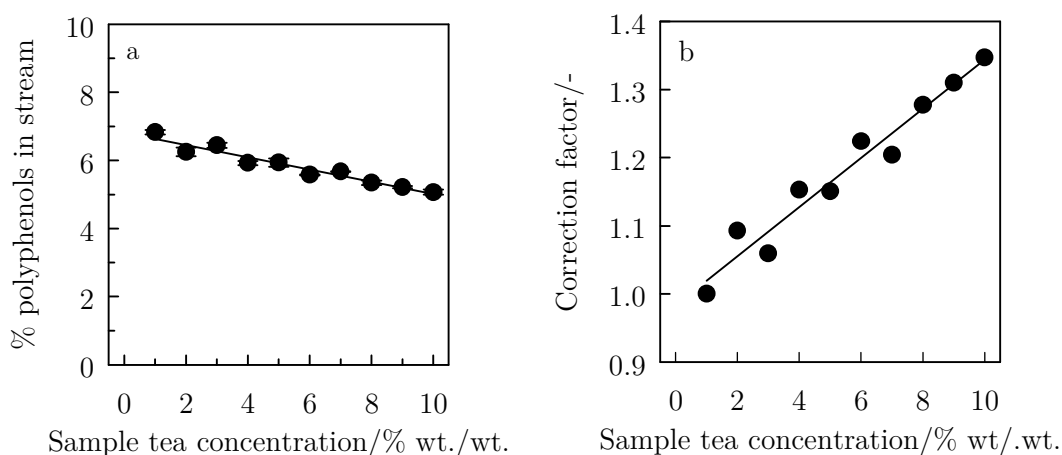 a
% polyphenols in stream
10
8
6
4
2
0
0 2 4 6 8 10
Sample tea concentration/% wt./wt.
b
Correction factor/-
1.4
1.3
1.2
1.1
1.0
0.9
0 2 4 6 8 10
Sample tea concentration/% wt/.wt.